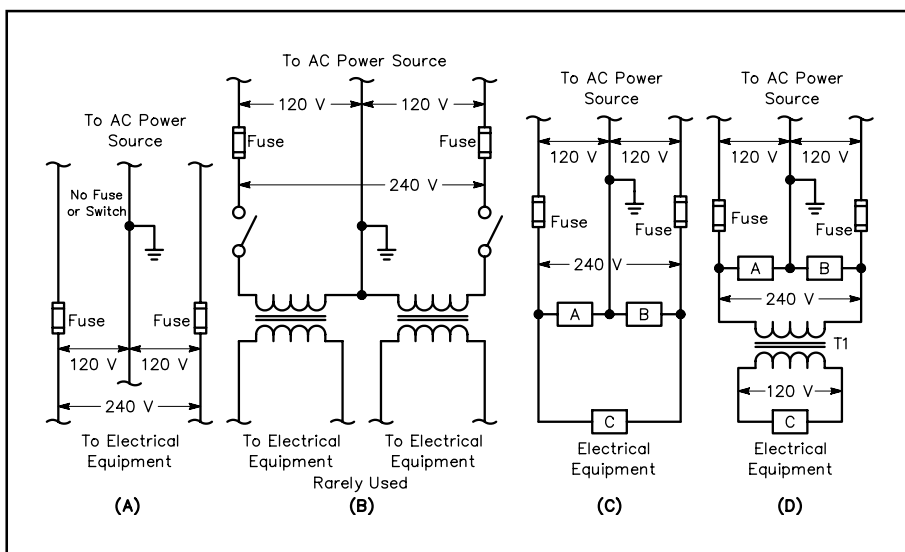 To AC Power
Source
No Fuse
or Switch
Fuse
Fuse
120 V
120 V
240 V
To Electrical
Equipment
(A)
To AC Power Source
120 V
120 V
Fuse
Fuse
240 V
To Electrical
Equipment
To Electrical
Equipment
Rarely Used
(B)
To AC Power
Source
120 V
120 V
Fuse
Fuse
240 V
A
B
C
Electrical
Equipment
(C)
To AC Power
Source
120 V
120 V
Fuse
Fuse
A
B
240 V
T1
120 V
C
Electrical
Equipment
(D)